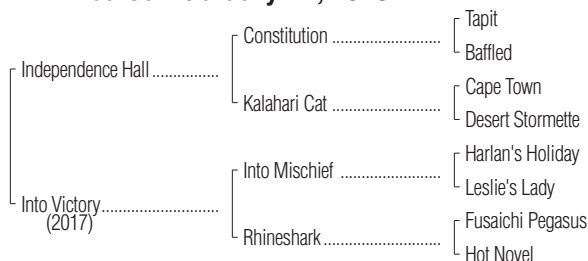 Tapit
Constitution
Baffled
Independence Hall
Cape Town
Kalahari Cat
Desert Stormette
Harlan's Holiday
Into Mischief
Leslie's Lady
Into Victory
(2017)
Fusaichi Pegasus
Rhineshark
Hot Novel